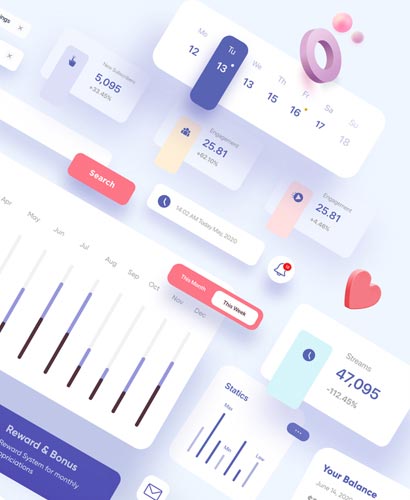 Mo
Tu
We
Th
Fr
Sa
Su
12
13
13
15
16
17
18
New Subscribers
5,095
+33.45%
Engagement
25.81
+62.10%
Engagement
25.81
+4.46%
Search
14:02 AM Today May, 2020
Apr
May
Jun
Jul
Aug
Sep
Oct
Nov
Dec
This Month
This Week
Streams
47,095
-112.45%
Statics
Max
Min
Low
Reward & Bonus
Reward System for monthly
Your Balance
June 14, 2020